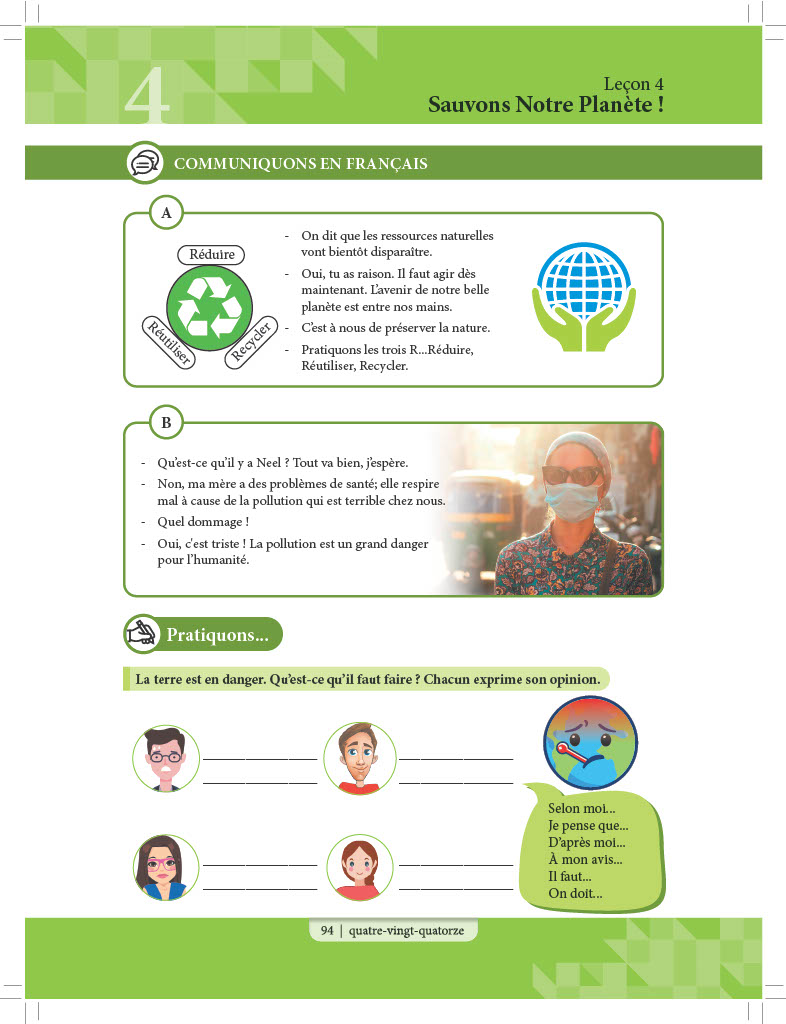 4
Leçon 4
Sauvons Notre Planète !
COMMUNIQUONS EN FRANÇAIS
A
Réduire
Réutiliser
Recycler
- On dit que les ressources naturelles
vont bientôt disparaître.
- Oui, tu as raison. Il faut agir dès
maintenant. L'avenir de notre belle
planète est entre nos mains.
- C'est à nous de préserver la nature.
- Pratiquons les trois R...Réduire,
Réutiliser, Recycler.
B
- Qu'est-ce qu'il y a Neel ? Tout va bien, j'espère.
- Non, ma mère a des problèmes de santé; elle respire
mal à cause de la pollution qui est terrible chez nous.
- Quel dommage !
- Oui, c'est triste ! La pollution est un grand danger
pour l'humanité.
Pratiquons...
La terre est en danger. Qu'est-ce qu'il faut faire ? Chacun exprime son opinion.
Selon moi...
Je pense que...
D'après moi...
À mon avis...
Il faut...
On doit...
94 | quatre-vingt-quatorze